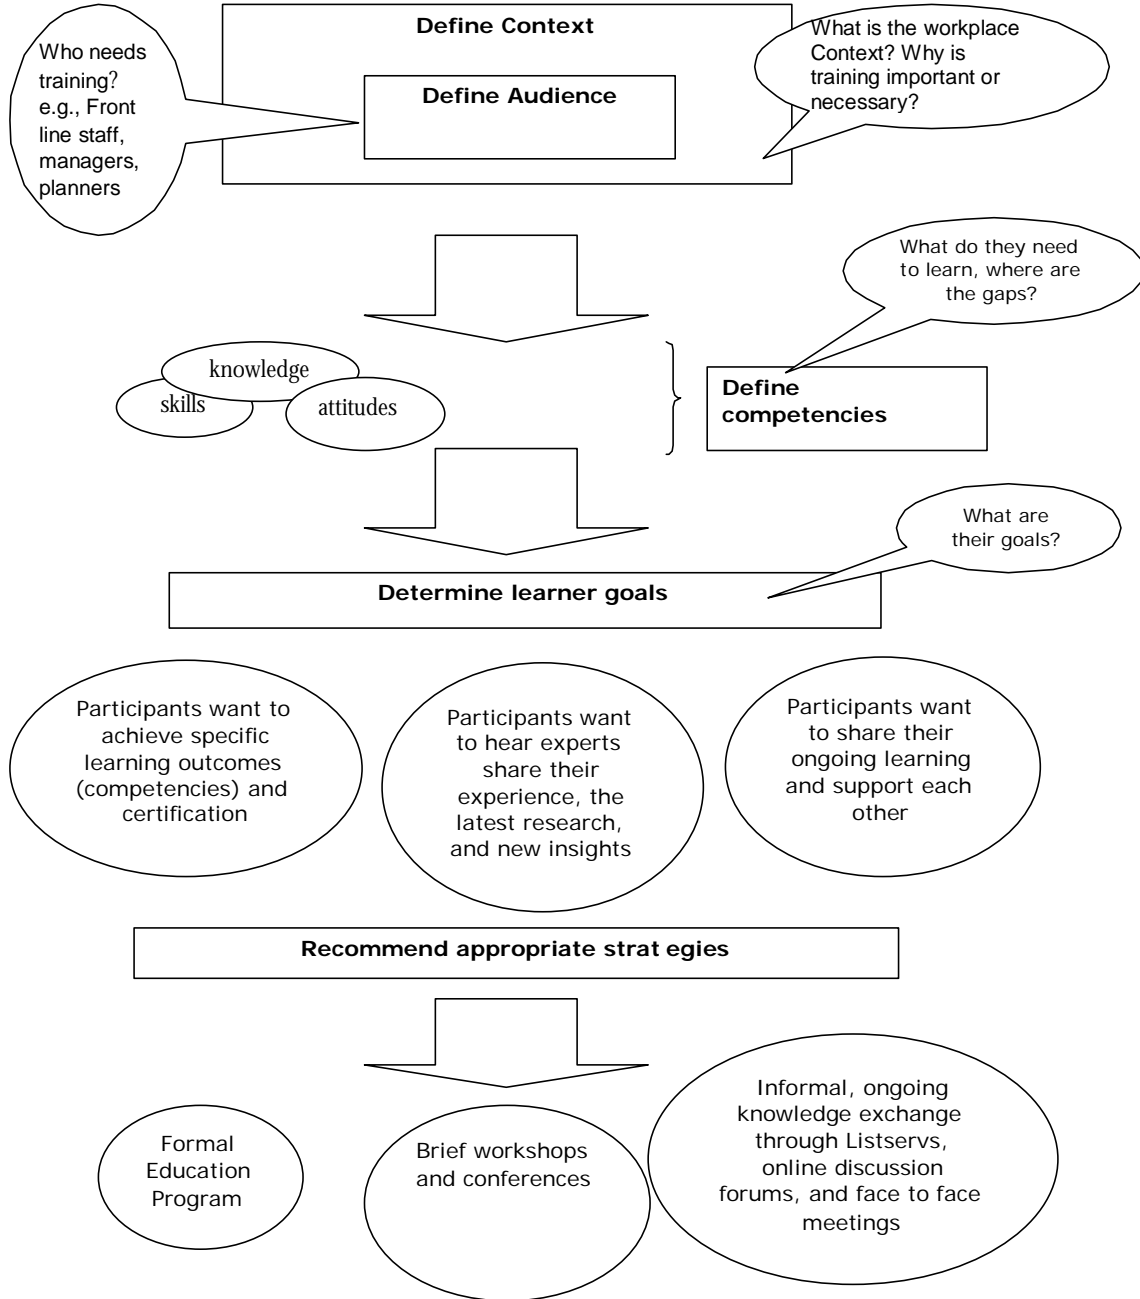 Define Context
Who needs
training?
e.g., Front
line staff,
managers,
planners
Define Audience
What is the workplace
Context? Why is
training important or
necessary?
What do they need
to learn, where are
the gaps?
knowledge
skills
attitudes
Define
competencies
What are
their goals?
Determine learner goals
Participants want to
achieve specific
learning outcomes
(competencies) and
certification
Participants want
to hear experts
share their
experience, the
latest research,
and new insights
Participants want
to share their
ongoing learning
and support each
other
Recommend appropriate strat egies
Formal
Education
Program
Brief workshops
and conferences
Informal, ongoing
knowledge exchange
through Listservs,
online discussion
forums, and face to face
meetings